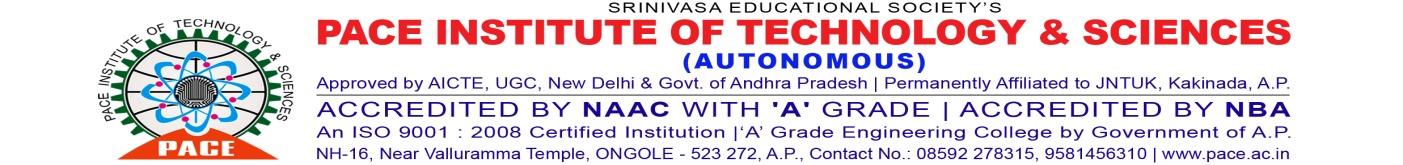 SRINIVASA EDUCATIONAL SOCIETY'S
PACE INSTITUTE OF TECHNOLOGY & SCIENCES
(AUTONOMOUS)
Approved by AICTE, UGC, New Delhi & Govt. of Andhra Pradesh | Permanently Affiliated to JNTUK, Kakinada, A.P.
ACCREDITED BY NAAC WITH 'A' GRADE | ACCREDITED BY NBA
An ISO 9001 : 2008 Certified Institution |‘A’ Grade Engineering College by Government of A.P.
NH-16, Near Valluramma Temple, ONGOLE - 523 272, A.P., Contact No.: 08592 278315, 9581456310 | www.pace.ac.in
PACE INSTITUTE OF TECHNOLOGY & SCIENCES
PACE